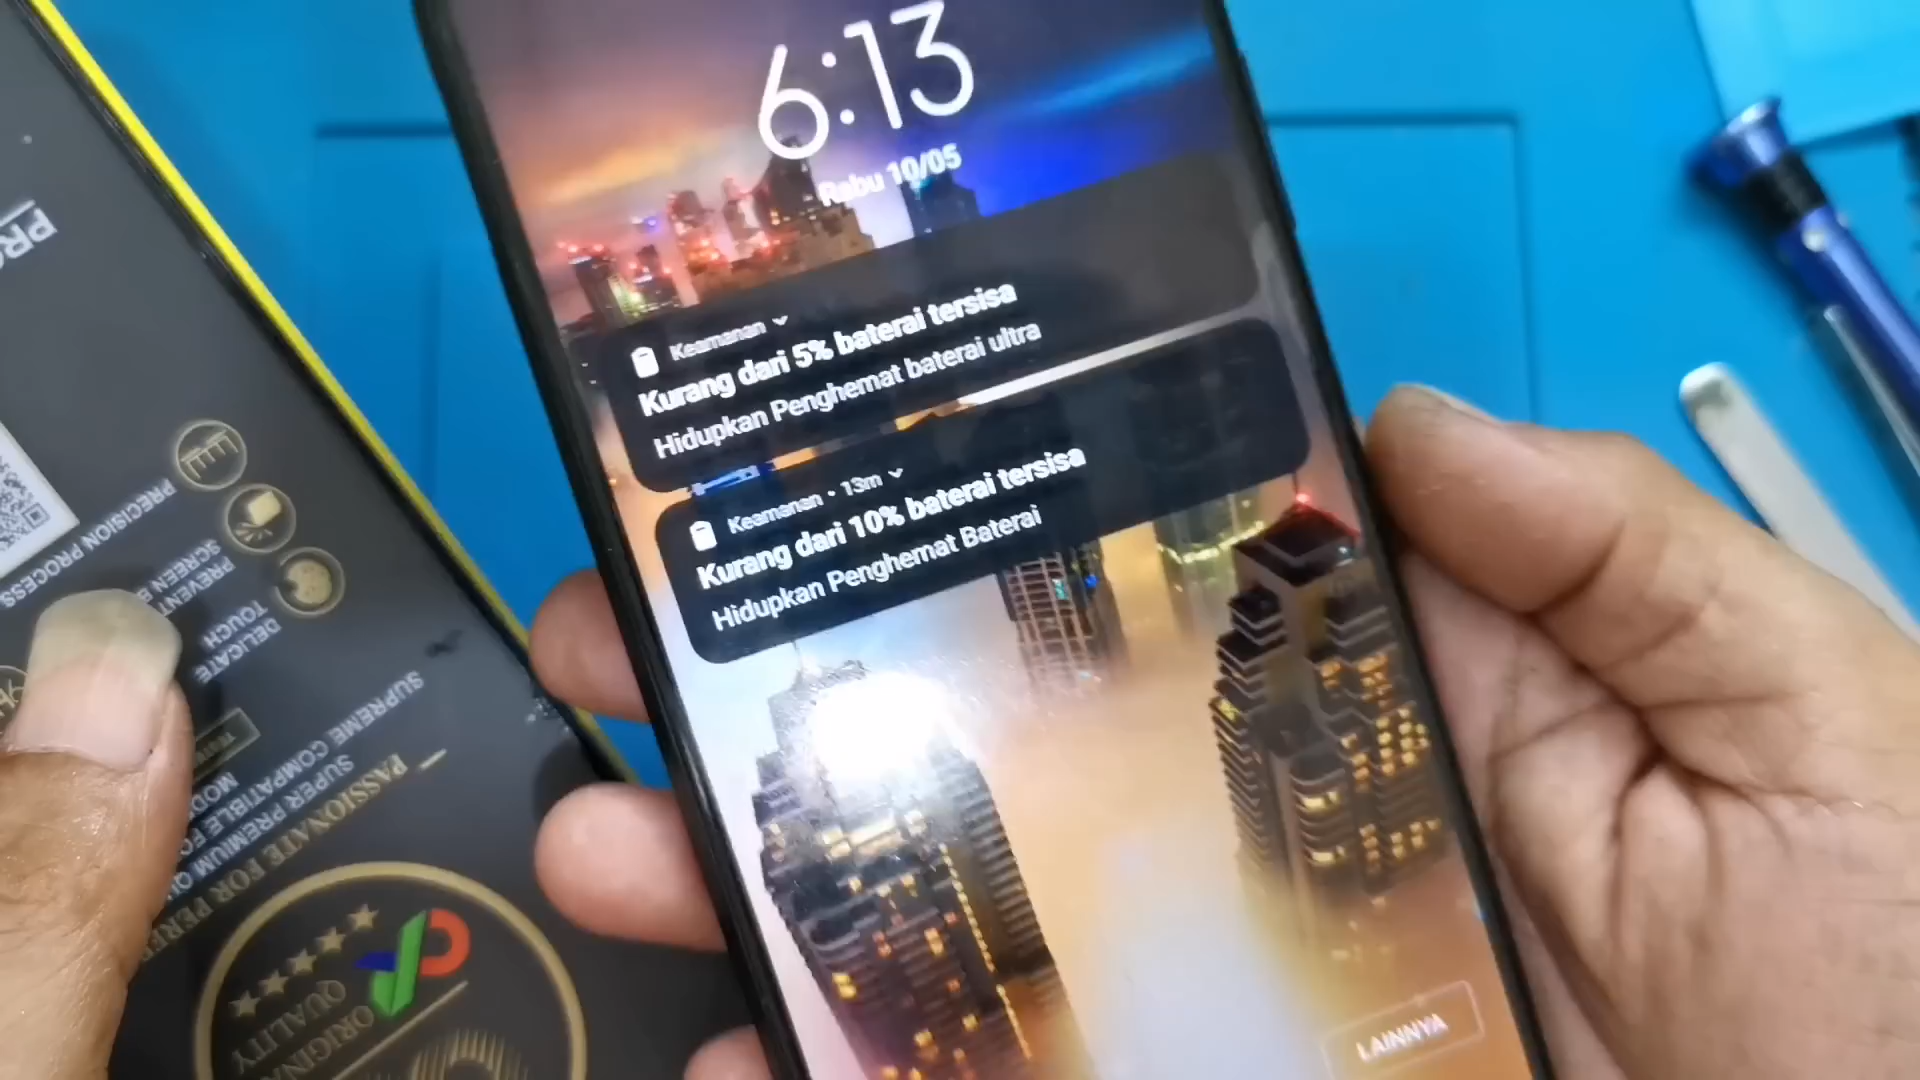 6:13
Rabu 10/05
Keamanan
Kurang dari 5% baterai tersisa
Hidupkan Penghemat baterai ultra
Keamanan • 13m
Kurang dari 10% baterai tersisa
Hidupkan Penghemat Baterai
LAINNYA
PRECISION PROCESS
PREVENT
SCREEN
DELICATE
TOUCH
SUPREME COMPATIBLE
SUPER PREMIUM
PASSIONATE FOR
QUALITY